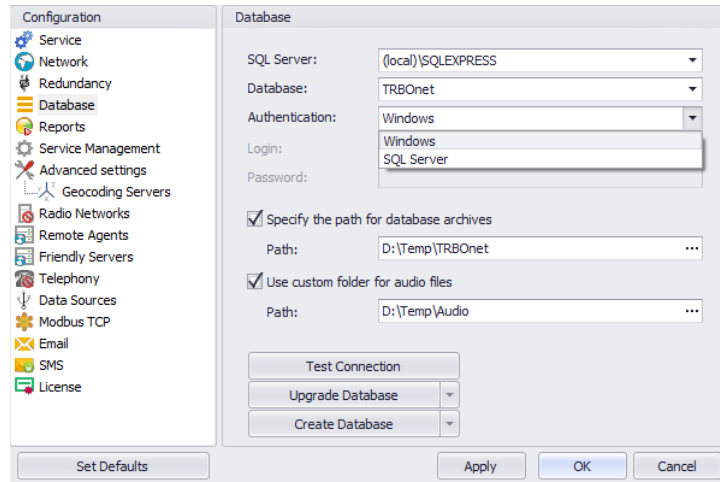 Configuration
Service
Network
Redundancy
Database
Reports
Service Management
Advanced settings
Geocoding Servers
Radio Networks
Remote Agents
Friendly Servers
Telephony
Data Sources
Modbus TCP
Email
SMS
License
Set Defaults
Database
SQL Server: (local)\SQLEXPRESS
Database: TRBOnet
Authentication: Windows
Windows
SQL Server
Login:
Password:
Specify the path for database archives
Path: D:\Temp\TRBOnet ...
Use custom folder for audio files
Path: D:\Temp\Audio ...
Test Connection
Upgrade Database
Create Database
Apply OK Cancel